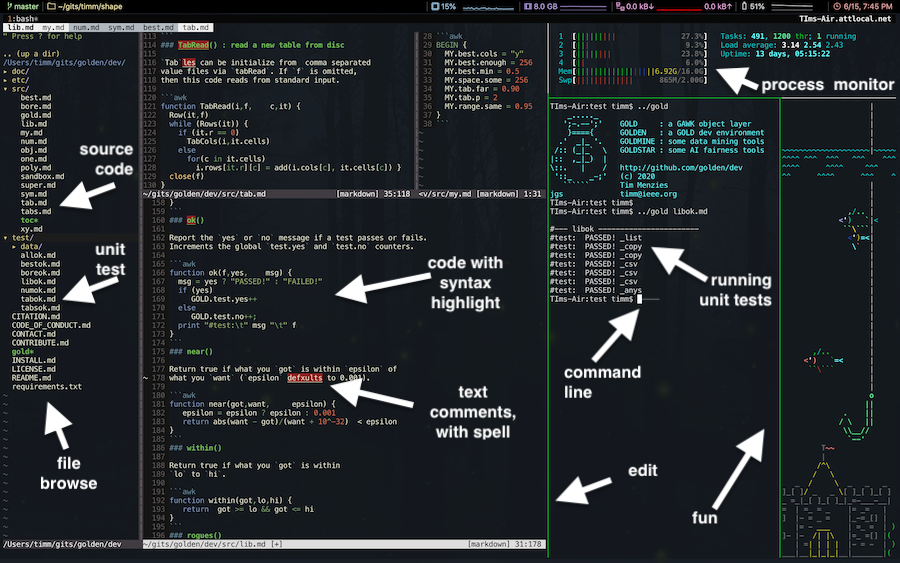 master ~/gits/timm/shape 15% 8.0 GB 0.0 kB↓ 0.0 kB↑ 61% 6/15, 7:45 PM
1:bash* TIms-Air.attlocal.net
lib.md my.md num.md sym.md best.md tab.md
" Press ? for help
.. (up a dir)
/Users/timm/gits/golden/dev/
▸ doc/
▸ etc/
▾ src/
best.md
bore.md
gold.md
lib.md
my.md
num.md
obj.md
one.md
poly.md
sandbox.md
super.md
sym.md
tab.md
tabs.md
toc*
xy.md
▾ test/
▸ data/
allok.md
bestok.md
boreok.md
libok.md
numok.md
tabok.md
tabsok.md
CITATION.md
CODE_OF_CONDUCT.md
CONTACT.md
CONTRIBUTE.md
gold*
INSTALL.md
LICENSE.md
README.md
requirements.txt
/Users/timm/gits/golden/dev
source
code
unit
test
file
browse
113
114 ### TabRead() : read a new table from disc
115
116 `Tab`les can be initialize from comma separated
117 value files via `tabRead`. If `f` is omitted,
118 then this code reads from standard input.
119
120 ```awk
121 function TabRead(i,f, c,it) {
122 Row(it,f)
123 while (Rows(it)) {
124 if (it.r == 0)
125 TabCols(i,it.cells)
126 else
127 for(c in it.cells)
128 i.rows[it.r][c] = add(i.cols[c], it.cells[c]) }
129 close(f)
130 }
~/gits/golden/dev/src/tab.md [markdown] 35:118
28 ```awk
29 BEGIN {
30 MY.best.cols = "y"
31 MY.best.enough = 256
32 MY.best.min = 0.5
33 MY.space.some = 256
34 MY.tab.far = 0.90
35 MY.tab.p = 2
36 MY.range.same = 0.95
37 }
38 ```
<v/src/my.md [markdown] 1:31
158 }
159 ```
160 ### ok()
161
162 Report the `yes` or `no` message if a test passes or fails.
163 Increments the global `test.yes` and `test.no` counters.
164
165 ```awk
166 function ok(f,yes, msg) {
167 msg = yes ? "PASSED!" : "FAILED!"
168 if (yes)
169 GOLD.test.yes++
170 else
171 GOLD.test.no++;
172 print "#test:\t" msg "\t" f
173 }
174 ```
175 ### near()
176
177 Return true if what you `got` is within `epsilon` of
178 what you `want` (`epsilon` defxults to 0.001).
179
180 ```awk
181 function near(got,want, epsilon) {
182 epsilon = epsilon ? epsilon : 0.001
183 return abs(want - got)/(want + 10^-32) < epsilon
184 }
185 ```
186 ### within()
187
188 Return true if what you `got` is within
189 `lo` to `hi`.
190
191 ```awk
192 function within(got,lo,hi) {
193 return got >= lo && got <= hi
194 }
195 ```
196 ### rogues()
~/gits/golden/dev/src/lib.md [+] [markdown] 31:178
code with
syntax
highlight
text
comments,
with spell
1 [ 27.3%]
2 [ 9.3%]
3 [ 23.8%]
4 [ 6.0%]
Mem[ 6.92G/16.0G]
Swp[ 865M/2.00G]
Tasks: 491, 1200 thr; 1 running
Load average: 3.14 2.54 2.43
Uptime: 13 days, 05:15:22
process monitor
TIms-Air:test timm$ ../gold
GOLD : a GAWK object layer
GOLDEN : a GOLD dev environment
GOLDMINE : some data mining tools
GOLDSTAR : some AI fairness tools
http://github.com/golden/dev
(c) 2020
Tim Menzies
jgs timm@ieee.org
TIms-Air:test timm$
TIms-Air:test timm$ ../gold libok.md
#--- libok -----------------------
#test: PASSED! _list
#test: PASSED! _copy
#test: PASSED! _copy
#test: PASSED! _csv
#test: PASSED! _csv
#test: PASSED! _csv
#test: PASSED! _anys
TIms-Air:test timm$
running
unit tests
command
line
edit
fun